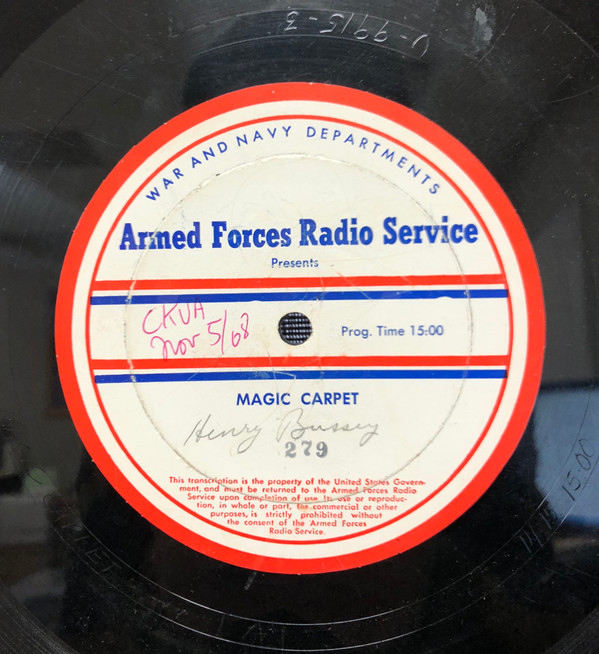 U-9915-3
WAR AND NAVY DEPARTMENTS
Armed Forces Radio Service
Presents
CKUA
Nov 5/68
Prog. Time 15:00
MAGIC CARPET
Henry Bussey
279
This transcription is the property of the United States Govern-
ment, and must be returned to the Armed Forces Radio
Service upon completion of use. Its use or reproduc-
tion, in whole or part, the commercial or other
purposes, is strictly prohibited without
the consent of the Armed Forces
Radio Service.
15:00